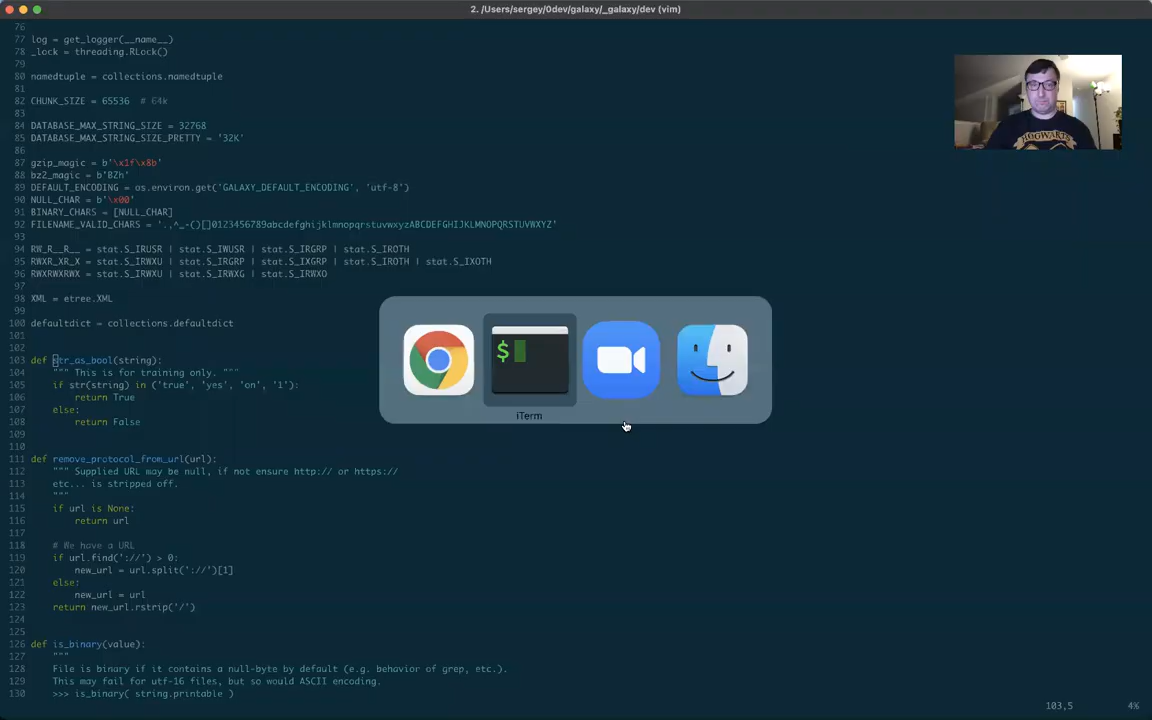 2. /Users/sergey/0dev/galaxy/_galaxy/dev (vim)
76
77 log = get_logger(__name__)
78 _lock = threading.RLock()
79
80 namedtuple = collections.namedtuple
81
82 CHUNK_SIZE = 65536  # 64k
83
84 DATABASE_MAX_STRING_SIZE = 32768
85 DATABASE_MAX_STRING_SIZE_PRETTY = '32K'
86
87 gzip_magic = b'\x1f\x8b'
88 bz2_magic = b'BZh'
89 DEFAULT_ENCODING = os.environ.get('GALAXY_DEFAULT_ENCODING', 'utf-8')
90 NULL_CHAR = b'\x00'
91 BINARY_CHARS = [NULL_CHAR]
92 FILENAME_VALID_CHARS = '.,^_-()[]0123456789abcdefghijklmnopqrstuvwxyzABCDEFGHIJKLMNOPQRSTUVWXYZ'
93
94 RW_R__R__ = stat.S_IRUSR | stat.S_IWUSR | stat.S_IRGRP | stat.S_IROTH
95 RWXR_XR_X = stat.S_IRWXU | stat.S_IRGRP | stat.S_IXGRP | stat.S_IROTH | stat.S_IXOTH
96 RWXRWXRWX = stat.S_IRWXU | stat.S_IRWXG | stat.S_IRWXO
97
98 XML = etree.XML
99
100 defaultdict = collections.defaultdict
101
102
103 def str_as_bool(string):
104     """ This is for training only. """
105     if str(string) in ('true', 'yes', 'on', '1'):
106         return True
107     else:
108         return False
109
110
111 def remove_protocol_from_url(url):
112     """ Supplied URL may be null, if not ensure http:// or https://
113     etc... is stripped off.
114     """
115     if url is None:
116         return url
117
118     # We have a URL
119     if url.find('://') > 0:
120         new_url = url.split('://')[1]
121     else:
122         new_url = url
123     return new_url.rstrip('/')
124
125
126 def is_binary(value):
127     """
128     File is binary if it contains a null-byte by default (e.g. behavior of grep, etc.).
129     This may fail for utf-16 files, but so would ASCII encoding.
130     >>> is_binary( string.printable )
103,5 4%
$
iTerm
HOGWARTS